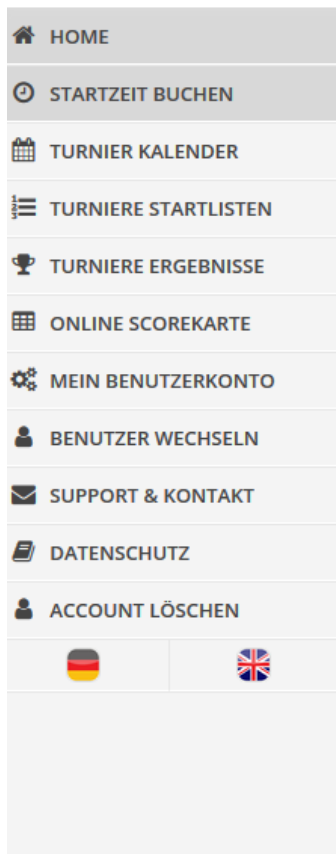 HOME
STARTZEIT BUCHEN
TURNIER KALENDER
TURNIERE STARTLISTEN
TURNIERE ERGEBNISSE
ONLINE SCOREKARTE
MEIN BENUTZERKONTO
BENUTZER WECHSELN
SUPPORT & KONTAKT
DATENSCHUTZ
ACCOUNT LÖSCHEN